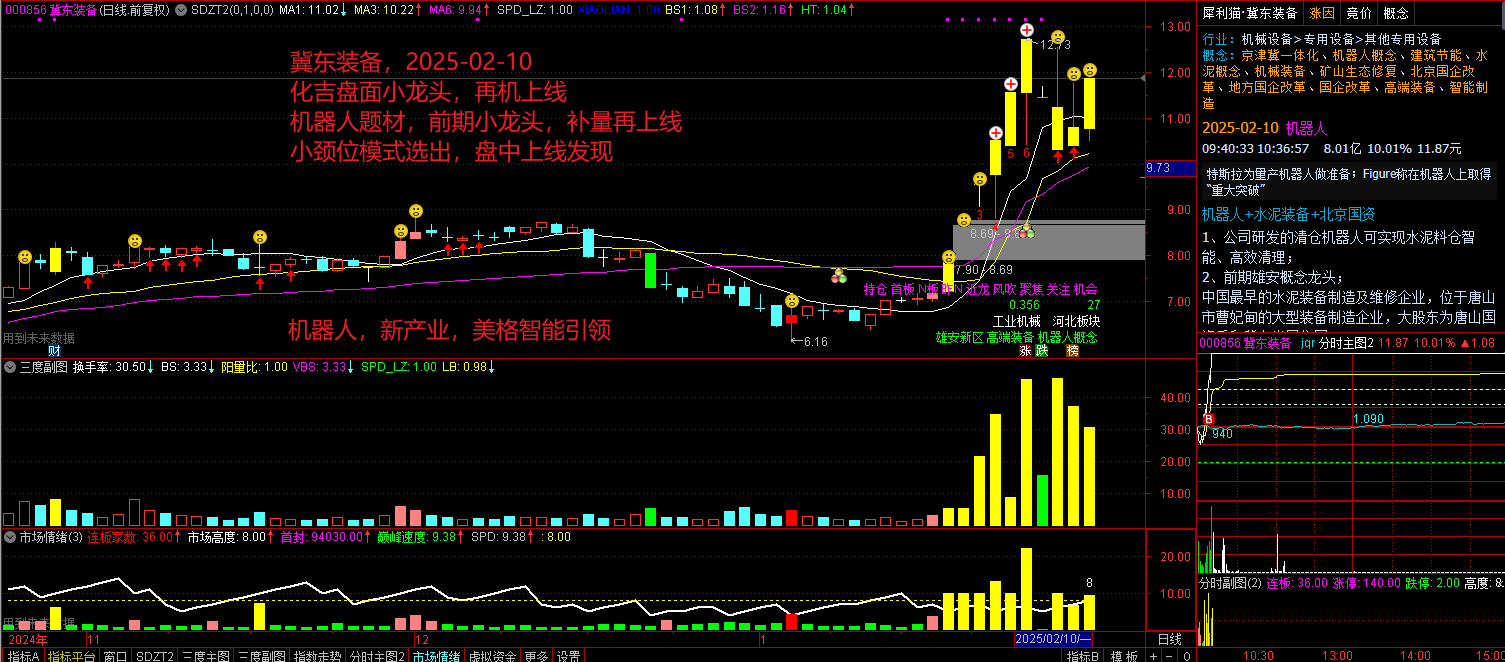 000856 冀东装备(日线.前复权) SDZT2(0,1,0,0) MA1: 11.02↓ MA3: 10.22↑ MA6: 9.94↑ SPD_LZ: 1.00 XIAOLIAN: 1.00 BS1: 1.08↑ BS2: 1.16↑ HT: 1.04↑
冀东装备，2025-02-10
化吉盘面小龙头，再机上线
机器人题材，前期小龙头，补量再上线
小颈位模式选出，盘中上线发现
12.73
5 6
3
8.69
7.90 8.69
持仓 首板 N板
龙 风吹 聚焦 关注 机会
0.356 27
工业机械 河北板块
雄安新区 高端装备 机器人概念
涨 跌 榜
机器人，新产业，美格智能引领
用到未来数据
财
←6.16
13.00
12.00
11.00
9.73
9.00
8.00
7.00
三度副图 换手率: 30.50↓ BS: 3.33↓ 阳量比: 1.00 VBS: 3.33↓ SPD_LZ: 1.00 LB: 0.98↓
40.00
30.00
20.00
10.00
市场情绪(3) 连板家数: 36.00↑ 市场高度: 8.00↑ 首封: 94030.00↑ 巅峰速度: 9.38↑ SPD: 9.38↑ : 8.00
20.00
10.00
8
2024年 11 12 1 2025/02/10/一 日线
指标A 指标平台 窗口 SDZT2 三度主图 三度副图 指数走势 分时主图2 市场情绪 虚拟资金 更多 设置 指标B 模板 + - 0
犀利猫·冀东装备 涨因 竞价 概念
行业: 机械设备>专用设备>其他专用设备
概念: 京津冀一体化、机器人概念、建筑节能、水
泥概念、机械装备、矿山生态修复、北京国企改
革、地方国企改革、国企改革、高端装备、智能制
造
2025-02-10 机器人
09:40:33 10:36:57 8.01亿 10.01% 11.87元
特斯拉为量产机器人做准备；Figure称在机器人上取得
“重大突破”
机器人+水泥装备+北京国资
1、公司研发的清仓机器人可实现水泥料仓智
能、高效清理；
2、前期雄安概念龙头；
中国最早的水泥装备制造及维修企业，位于唐山
市曹妃甸的大型装备制造企业，大股东为唐山国
000856 冀东装备 jqr 分时主图2 11.87 10.01% ▲1.08
B
940
1.090
分时副图(2) 连板: 36.00 涨停: 140.00 跌停: 2.00 高度: 8
10:30 13:00 14:00 15:00